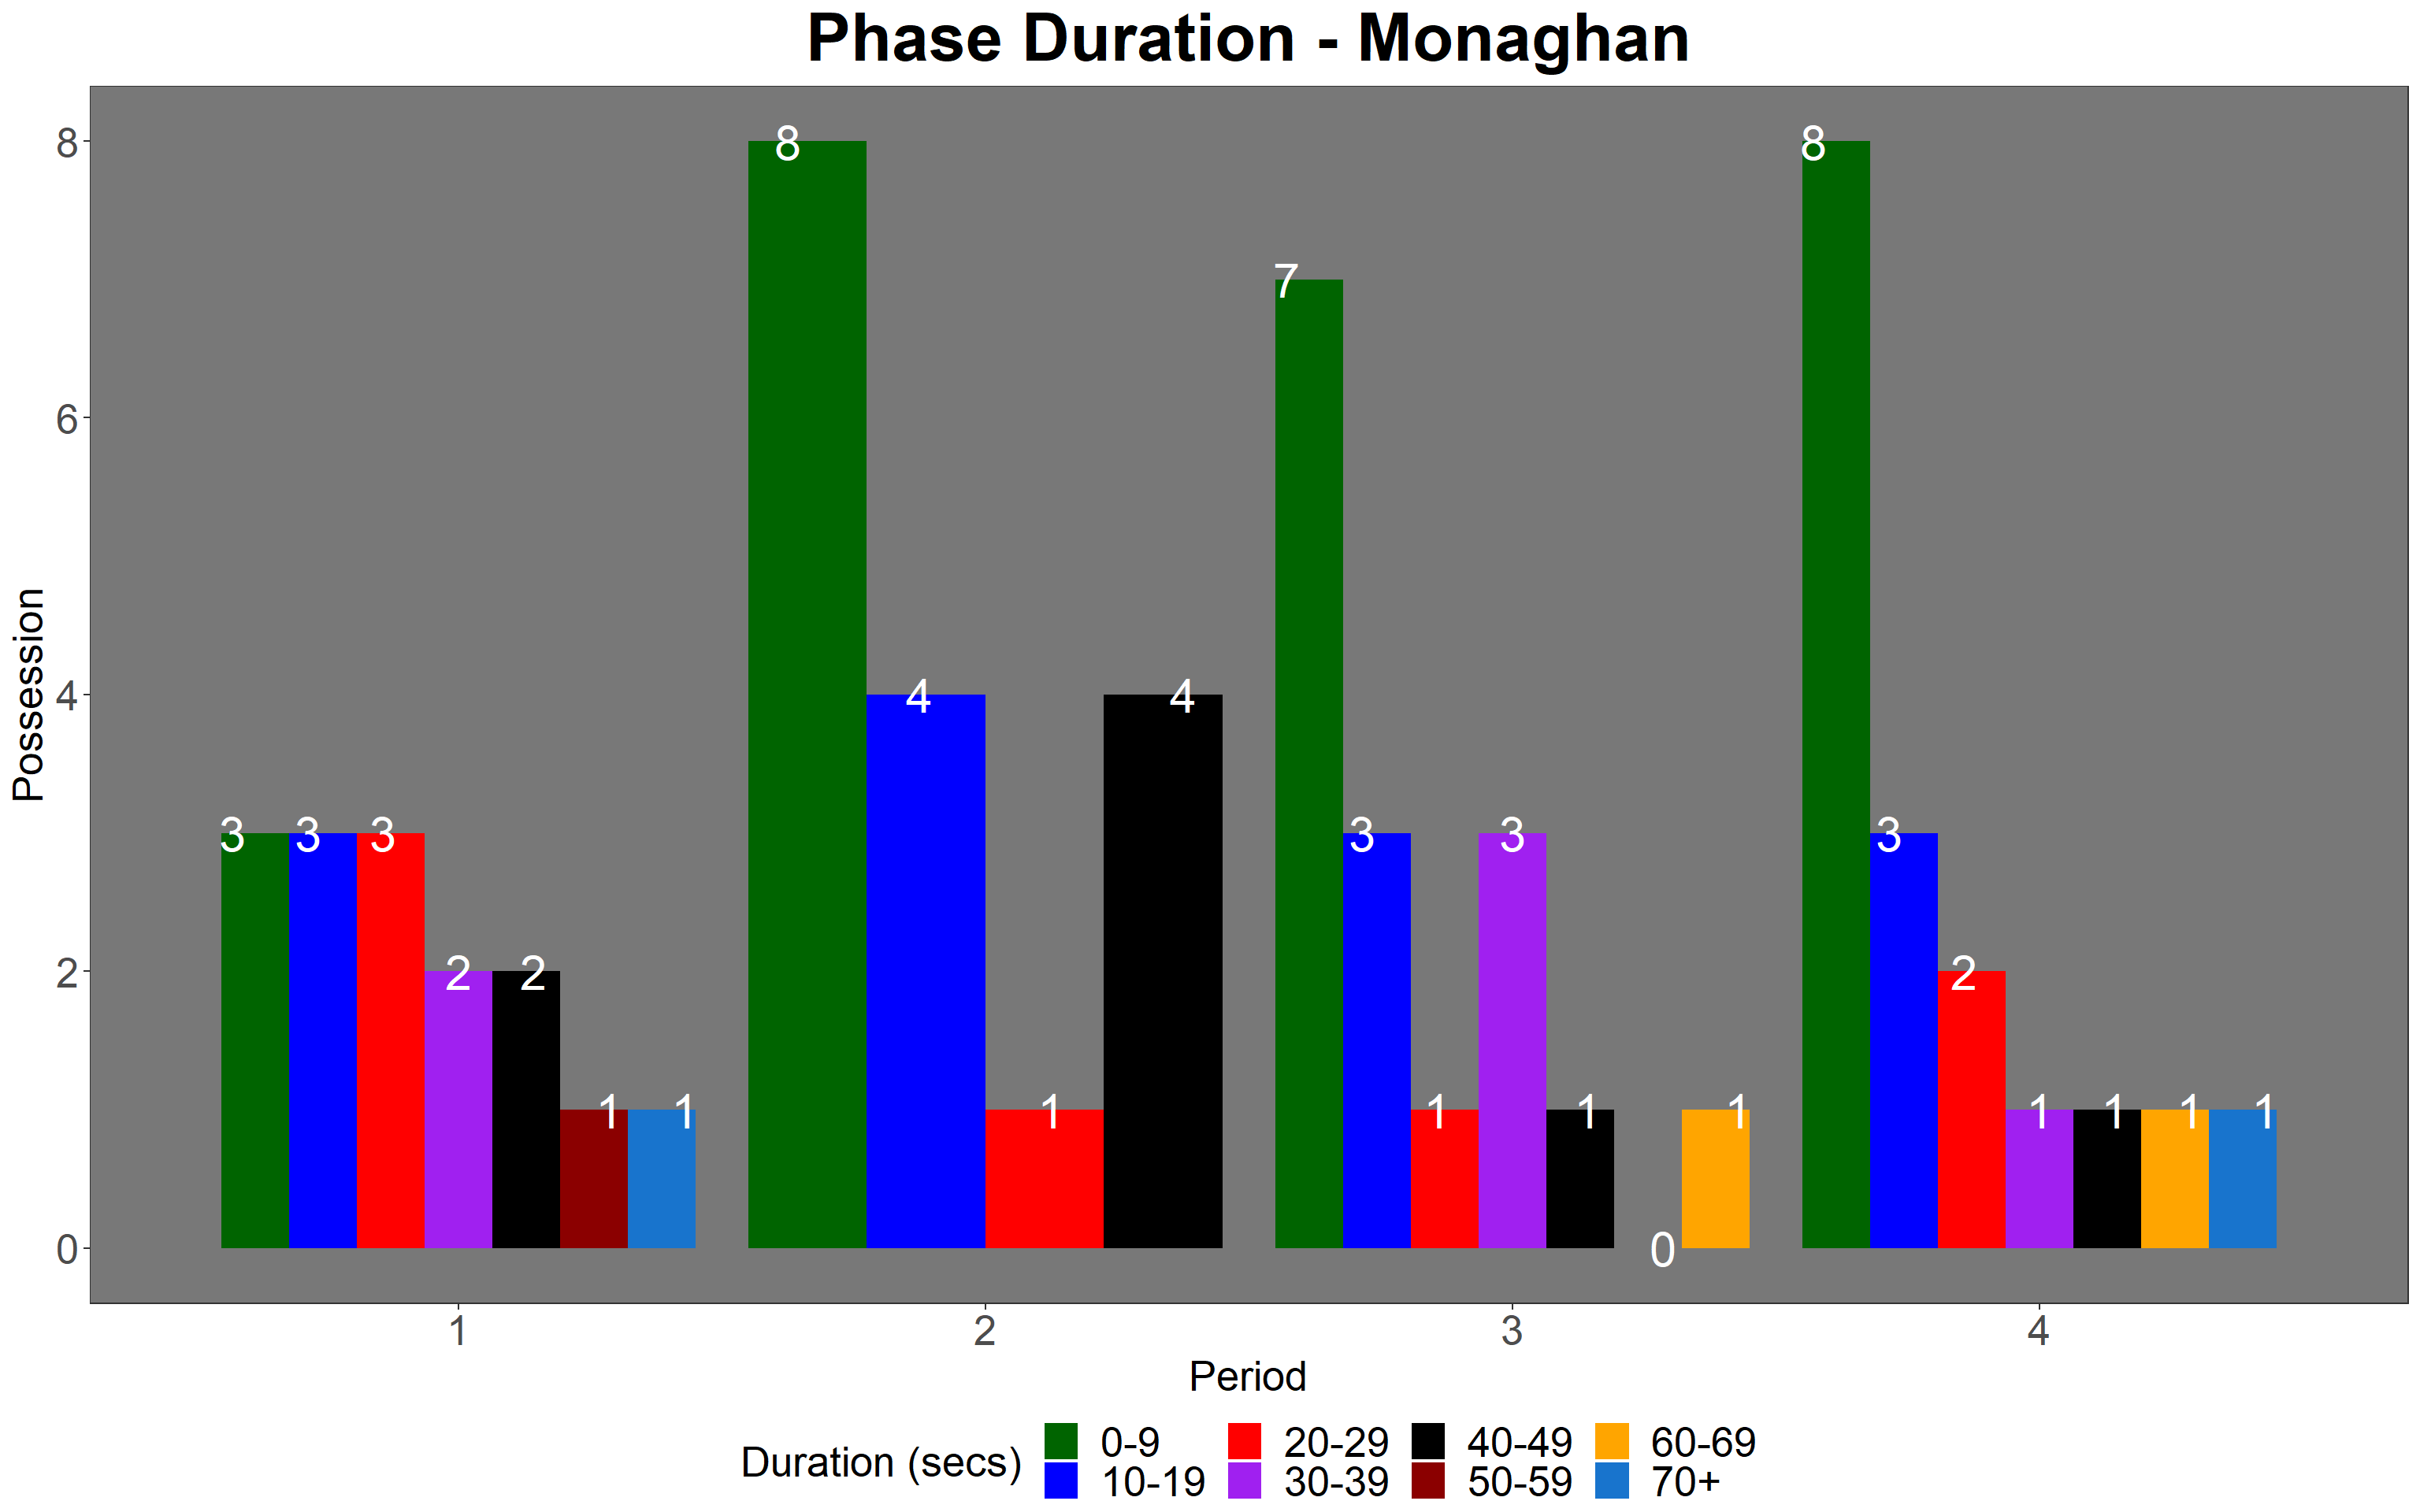 Phase Duration - Monaghan
Possession
8
6
4
2
0
3 3 3 2 2 1 1
8 4 1 4
7 3 1 3 1 0 1
8 3 2 1 1 1 1
1 2 3 4
Period
Duration (secs)
0-9 20-29 40-49 60-69
10-19 30-39 50-59 70+